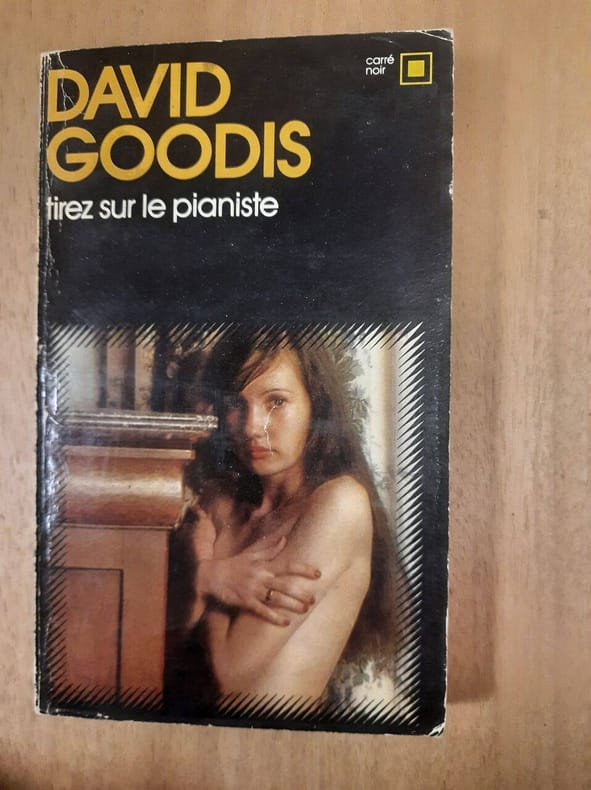 DAVID
GOODIS
tirez sur le pianiste
carré
noir